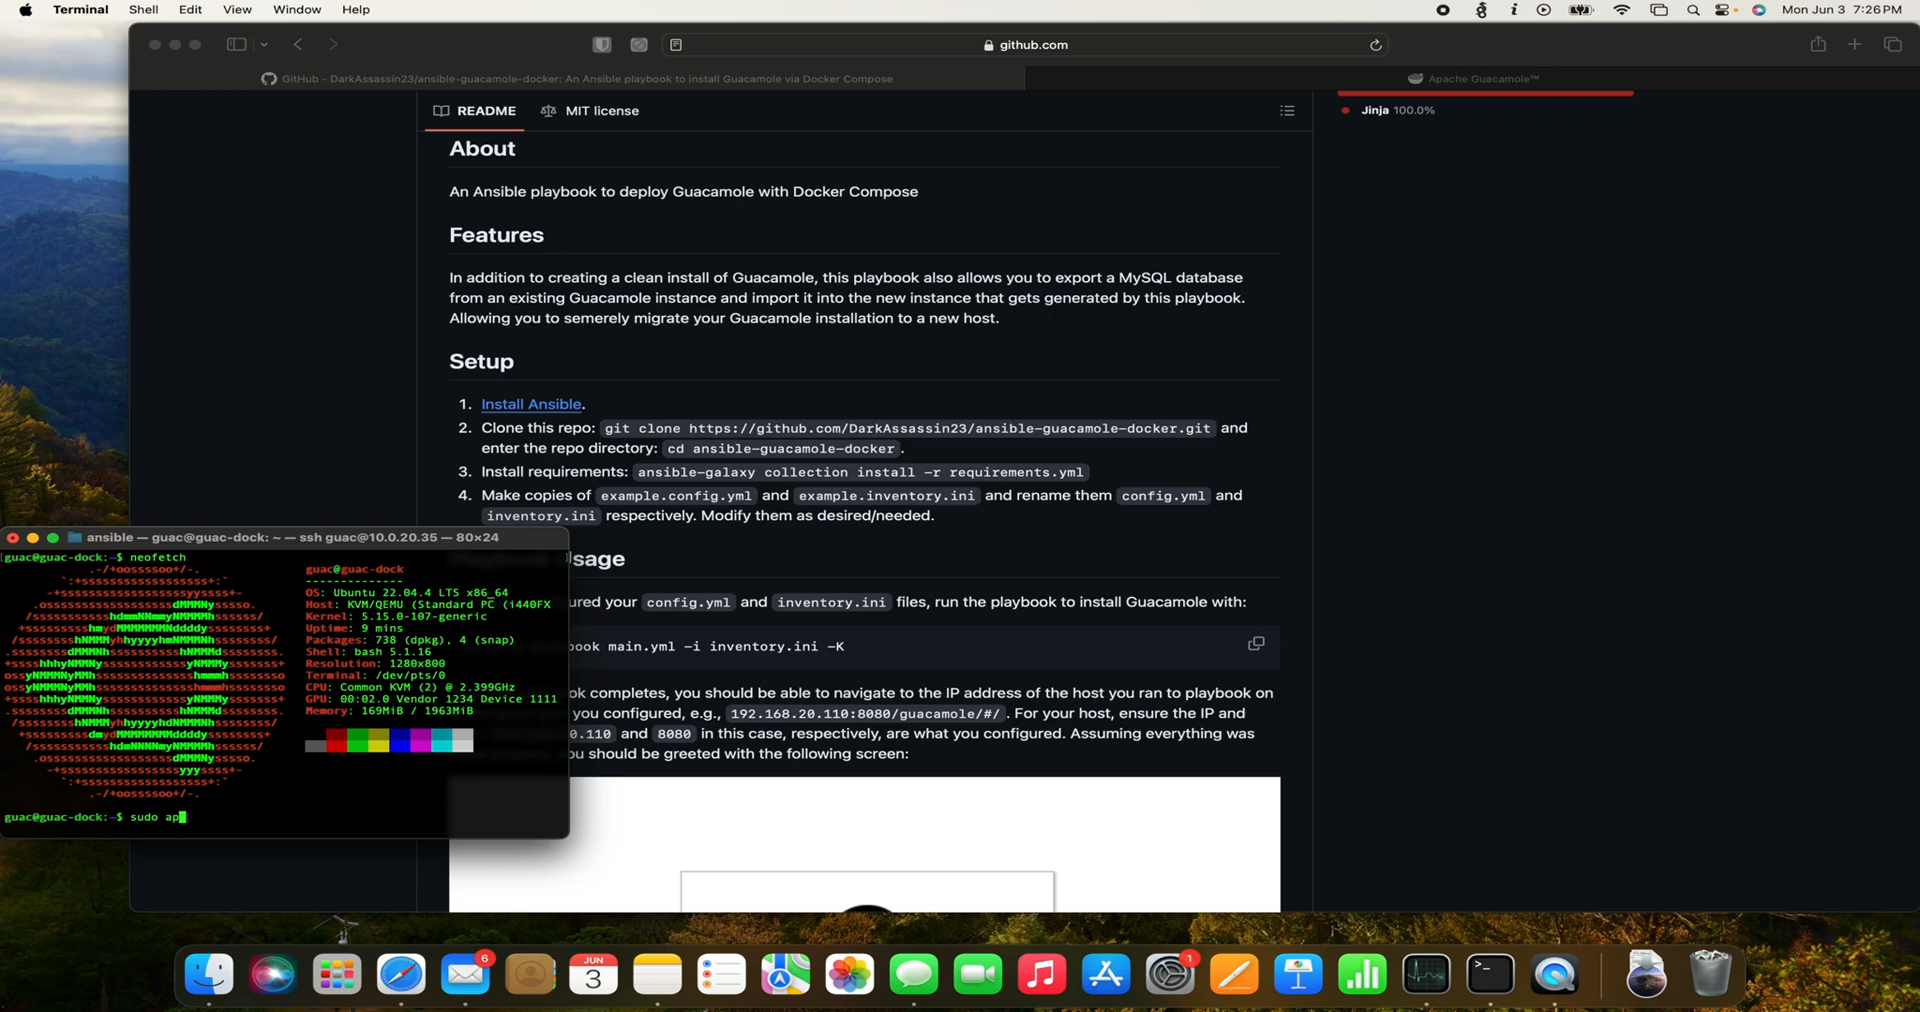 Terminal Shell Edit View Window Help
Mon Jun 3 7:26 PM
github.com
GitHub - DarkAssassin23/ansible-guacamole-docker: An Ansible playbook to install Guacamole via Docker Compose
Apache Guacamole™
README MIT license
Jinja 100.0%
About
An Ansible playbook to deploy Guacamole with Docker Compose
Features
In addition to creating a clean install of Guacamole, this playbook also allows you to export a MySQL database
from an existing Guacamole instance and import it into the new instance that gets generated by this playbook.
Allowing you to semerely migrate your Guacamole installation to a new host.
Setup
1. Install Ansible.
2. Clone this repo: git clone https://github.com/DarkAssassin23/ansible-guacamole-docker.git and
enter the repo directory: cd ansible-guacamole-docker.
3. Install requirements: ansible-galaxy collection install -r requirements.yml
4. Make copies of example.config.yml and example.inventory.ini and rename them config.yml and
inventory.ini respectively. Modify them as desired/needed.
sage
ured your config.yml and inventory.ini files, run the playbook to install Guacamole with:
book main.yml -i inventory.ini -K
ok completes, you should be able to navigate to the IP address of the host you ran to playbook on
you configured, e.g., 192.168.20.110:8080/guacamole/#/. For your host, ensure the IP and
0.110 and 8080 in this case, respectively, are what you configured. Assuming everything was
ou should be greeted with the following screen:
ansible — guac@guac-dock: ~ — ssh guac@10.0.20.35 — 80×24
guac@guac-dock:~$ neofetch
guac@guac-dock
--------------
OS: Ubuntu 22.04.4 LTS x86_64
Host: KVM/QEMU (Standard PC (i440FX
Kernel: 5.15.0-107-generic
Uptime: 9 mins
Packages: 738 (dpkg), 4 (snap)
Shell: bash 5.1.16
Resolution: 1280x800
Terminal: /dev/pts/0
CPU: Common KVM (2) @ 2.399GHz
GPU: 00:02.0 Vendor 1234 Device 1111
Memory: 169MiB / 1963MiB
guac@guac-dock:~$ sudo ap
6
JUN
3
1